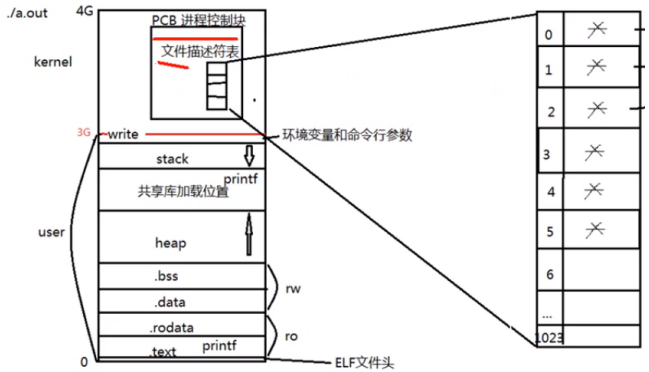 ./a.out
4G
PCB 进程控制块
文件描述符表
kernel
3G
write
环境变量和命令行参数
stack
printf
共享库加载位置
user
heap
.bss
rw
.data
.rodata
ro
.text
printf
0
ELF文件头
0
1
2
3
4
5
6
...
1023